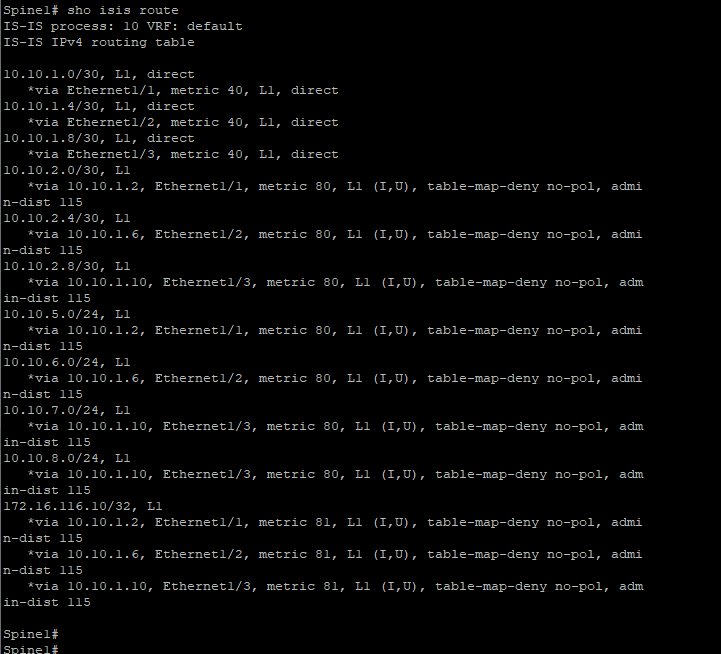 Spine1# sho isis route
IS-IS process: 10 VRF: default
IS-IS IPv4 routing table

10.10.1.0/30, L1, direct
   *via Ethernet1/1, metric 40, L1, direct
10.10.1.4/30, L1, direct
   *via Ethernet1/2, metric 40, L1, direct
10.10.1.8/30, L1, direct
   *via Ethernet1/3, metric 40, L1, direct
10.10.2.0/30, L1
   *via 10.10.1.2, Ethernet1/1, metric 80, L1 (I,U), table-map-deny no-pol, admi
n-dist 115
10.10.2.4/30, L1
   *via 10.10.1.6, Ethernet1/2, metric 80, L1 (I,U), table-map-deny no-pol, admi
n-dist 115
10.10.2.8/30, L1
   *via 10.10.1.10, Ethernet1/3, metric 80, L1 (I,U), table-map-deny no-pol, adm
in-dist 115
10.10.5.0/24, L1
   *via 10.10.1.2, Ethernet1/1, metric 80, L1 (I,U), table-map-deny no-pol, admi
n-dist 115
10.10.6.0/24, L1
   *via 10.10.1.6, Ethernet1/2, metric 80, L1 (I,U), table-map-deny no-pol, admi
n-dist 115
10.10.7.0/24, L1
   *via 10.10.1.10, Ethernet1/3, metric 80, L1 (I,U), table-map-deny no-pol, adm
in-dist 115
10.10.8.0/24, L1
   *via 10.10.1.10, Ethernet1/3, metric 80, L1 (I,U), table-map-deny no-pol, adm
in-dist 115
172.16.116.10/32, L1
   *via 10.10.1.2, Ethernet1/1, metric 81, L1 (I,U), table-map-deny no-pol, admi
n-dist 115
   *via 10.10.1.6, Ethernet1/2, metric 81, L1 (I,U), table-map-deny no-pol, admi
n-dist 115
   *via 10.10.1.10, Ethernet1/3, metric 81, L1 (I,U), table-map-deny no-pol, adm
in-dist 115

Spine1#
Spine1#